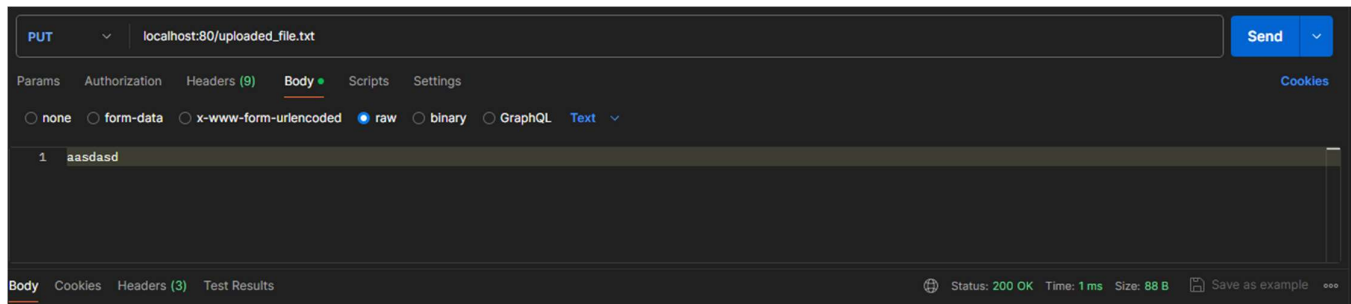 PUT localhost:80/uploaded_file.txt Send
Params Authorization Headers (9) Body Scripts Settings Cookies
none form-data x-www-form-urlencoded raw binary GraphQL Text
1 aasdasd
Body Cookies Headers (3) Test Results Status: 200 OK Time: 1 ms Size: 88 B Save as example